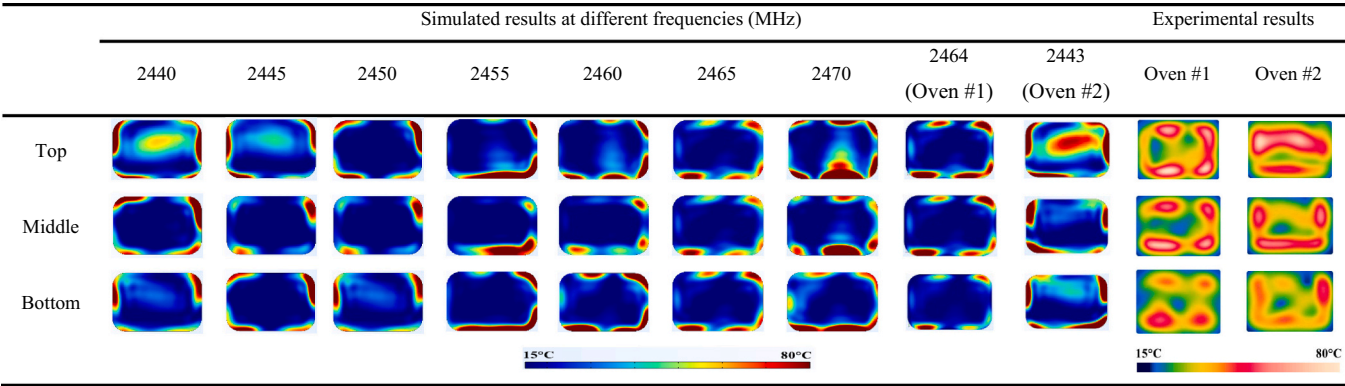 Simulated results at different frequencies (MHz) Experimental results
2440 2445 2450 2455 2460 2465 2470 2464 (Oven #1) 2443 (Oven #2) Oven #1 Oven #2
Top
Middle
Bottom
15°C 80°C 15°C 80°C